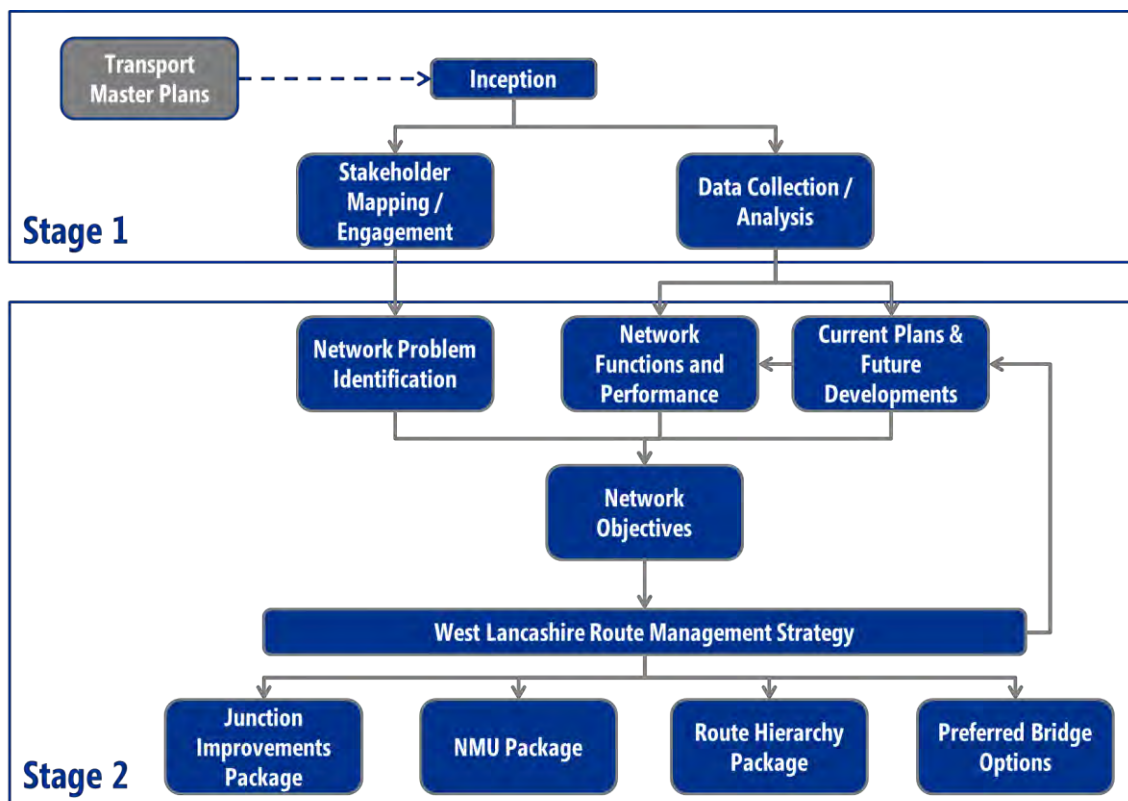 Transport
Master Plans
Inception
Stakeholder
Mapping /
Engagement
Data Collection /
Analysis
Stage 1
Network Problem
Identification
Network
Functions and
Performance
Current Plans &
Future
Developments
Network
Objectives
West Lancashire Route Management Strategy
Junction
Improvements
Package
NMU Package
Route Hierarchy
Package
Preferred Bridge
Options
Stage 2